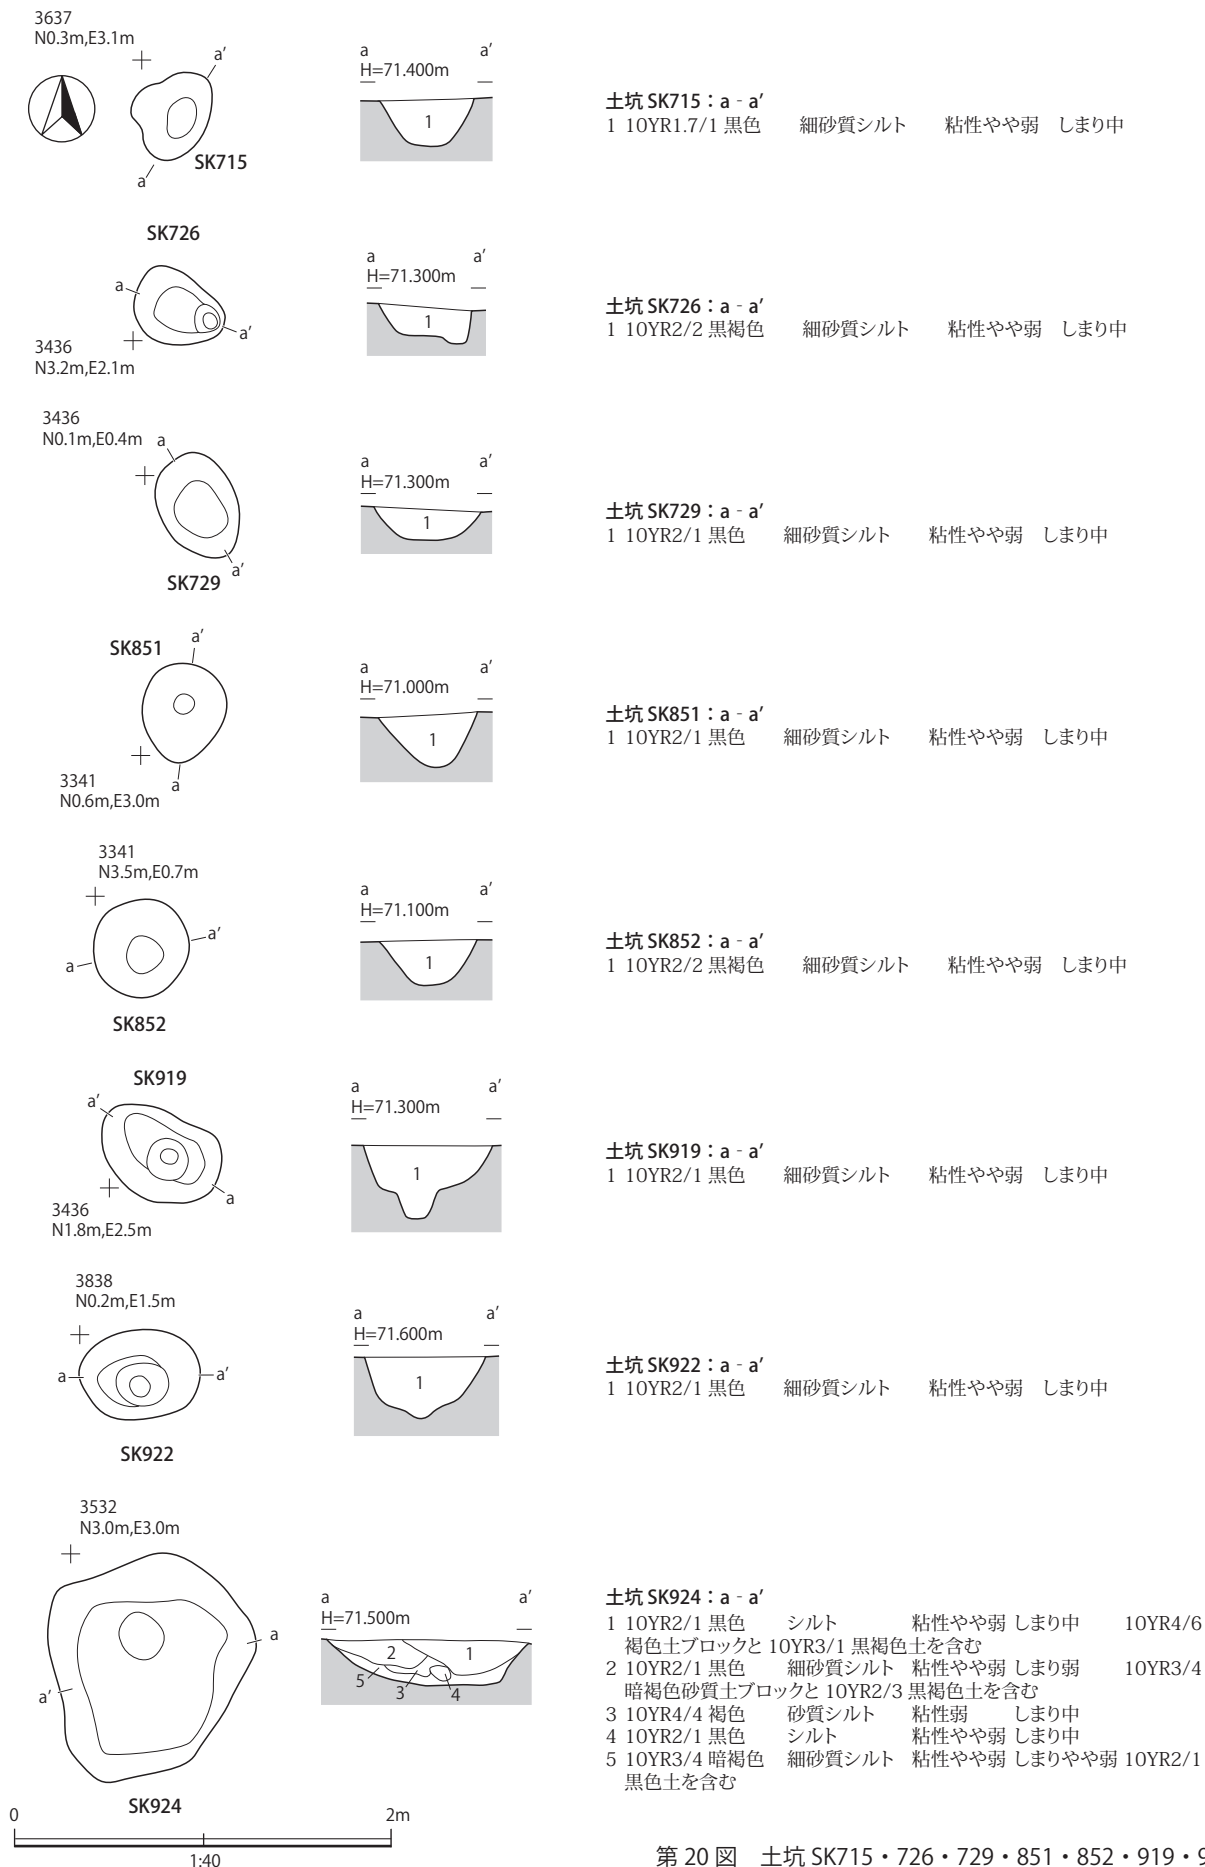 3637
N0.3m,E3.1m
a'
a
SK715
a a'
H=71.400m
1
土坑 SK715：a - a'
1 10YR1.7/1 黒色 細砂質シルト 粘性やや弱 しまり中
SK726
a
a'
3436
N3.2m,E2.1m
a a'
H=71.300m
1
土坑 SK726：a - a'
1 10YR2/2 黒褐色 細砂質シルト 粘性やや弱 しまり中
3436
N0.1m,E0.4m
a
a'
SK729
a a'
H=71.300m
1
土坑 SK729：a - a'
1 10YR2/1 黒色 細砂質シルト 粘性やや弱 しまり中
SK851
a'
a
3341
N0.6m,E3.0m
a a'
H=71.000m
1
土坑 SK851：a - a'
1 10YR2/1 黒色 細砂質シルト 粘性やや弱 しまり中
3341
N3.5m,E0.7m
a'
a
SK852
a a'
H=71.100m
1
土坑 SK852：a - a'
1 10YR2/2 黒褐色 細砂質シルト 粘性やや弱 しまり中
SK919
a'
a
3436
N1.8m,E2.5m
a a'
H=71.300m
1
土坑 SK919：a - a'
1 10YR2/1 黒色 細砂質シルト 粘性やや弱 しまり中
3838
N0.2m,E1.5m
a a'
SK922
a a'
H=71.600m
1
土坑 SK922：a - a'
1 10YR2/1 黒色 細砂質シルト 粘性やや弱 しまり中
3532
N3.0m,E3.0m
a
a'
SK924
a a'
H=71.500m
2 1
5 3 4
土坑 SK924：a - a'
1 10YR2/1 黒色 シルト 粘性やや弱 しまり中 10YR4/6
褐色土ブロックと 10YR3/1 黒褐色土を含む
2 10YR2/1 黒色 細砂質シルト 粘性やや弱 しまり弱 10YR3/4
暗褐色砂質土ブロックと 10YR2/3 黒褐色土を含む
3 10YR4/4 褐色 砂質シルト 粘性弱 しまり中
4 10YR2/1 黒色 シルト 粘性やや弱 しまり中
5 10YR3/4 暗褐色 細砂質シルト 粘性やや弱 しまりやや弱 10YR2/1
黒色土を含む
0 2m
1:40
第 20 図 土坑 SK715・726・729・851・852・919・9